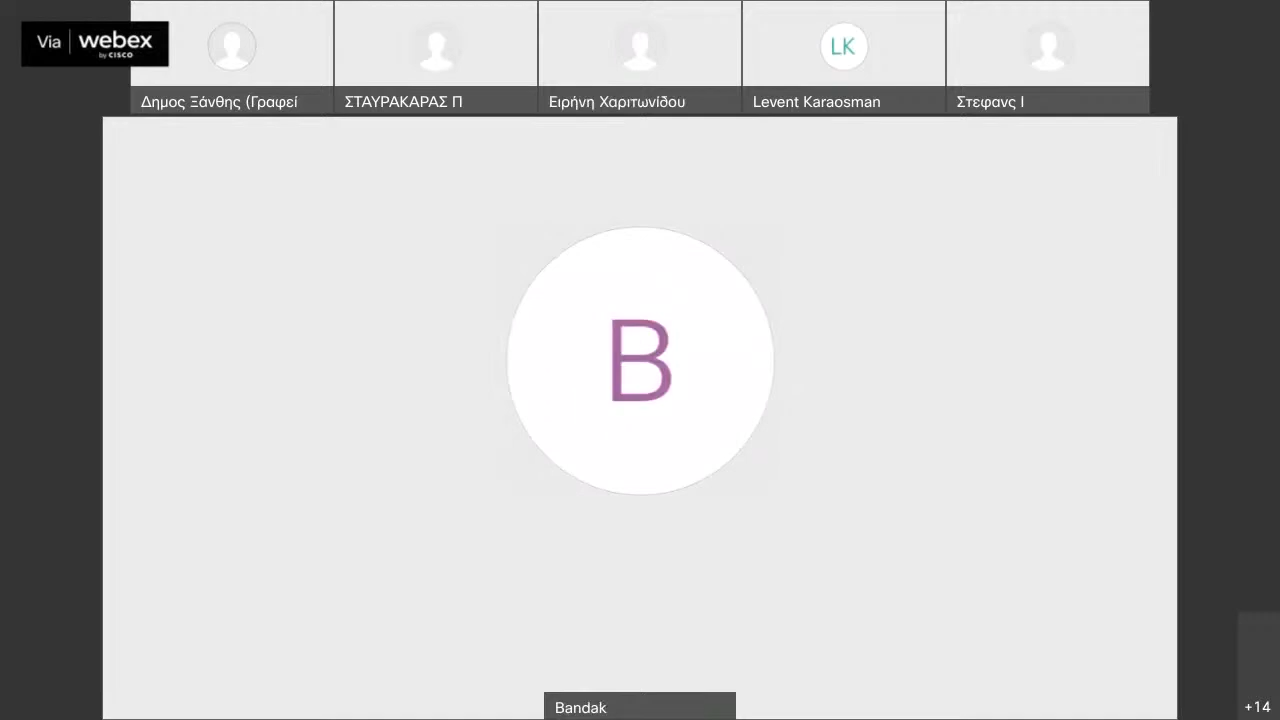 Via webex
by CISCO
Δημος Ξάνθης (Γραφεί
ΣΤΑΥΡΑΚΑΡΑΣ Π
Ειρήνη Χαριτωνίδου
LK
Levent Karaosman
Στεφανς Ι
B
Bandak
+14